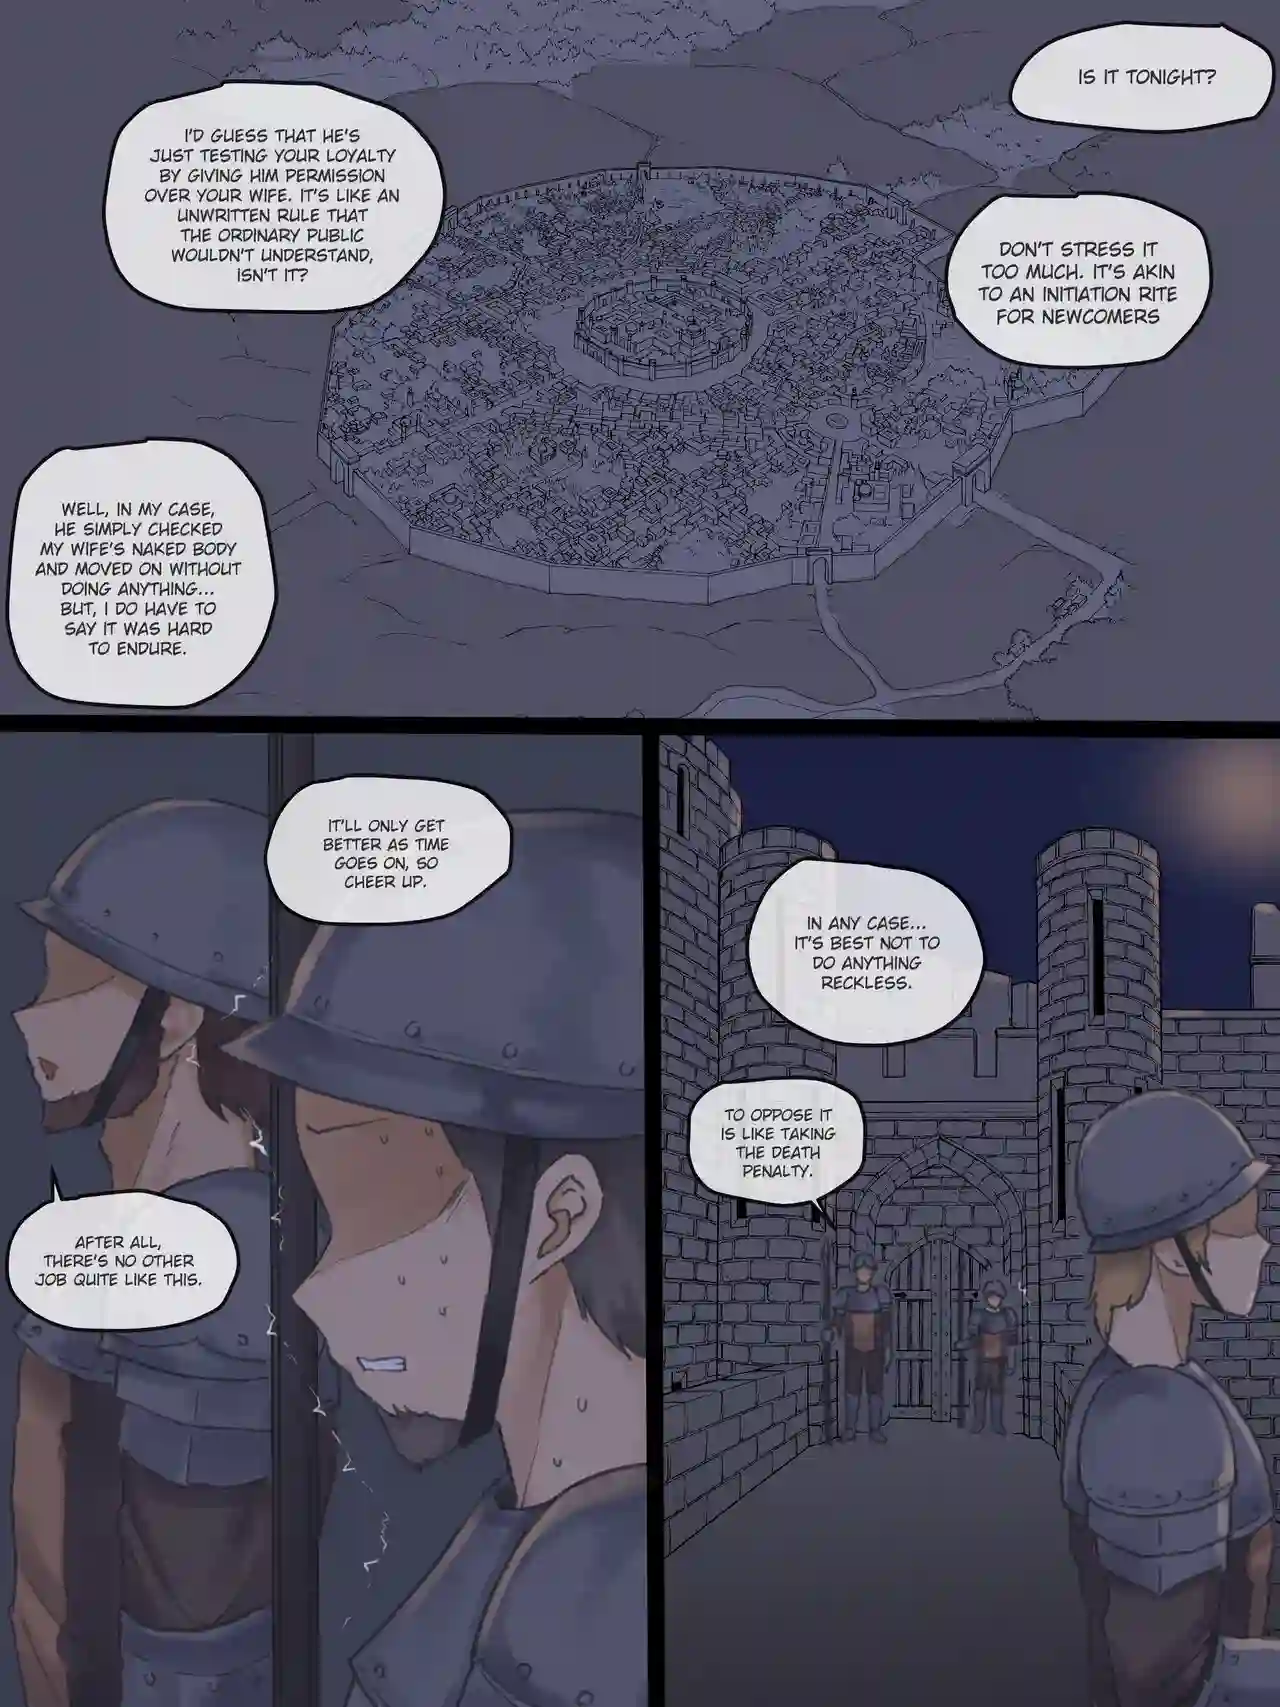 IS IT TONIGHT?
DON'T STRESS IT
TOO MUCH. IT'S AKIN
TO AN INITIATION RITE
FOR NEWCOMERS
I'D GUESS THAT HE'S
JUST TESTING YOUR LOYALTY
BY GIVING HIM PERMISSION
OVER YOUR WIFE. IT'S LIKE AN
UNWRITTEN RULE THAT
THE ORDINARY PUBLIC
WOULDN'T UNDERSTAND,
ISN'T IT?
WELL, IN MY CASE,
HE SIMPLY CHECKED
MY WIFE'S NAKED BODY
AND MOVED ON WITHOUT
DOING ANYTHING...
BUT, I DO HAVE TO
SAY IT WAS HARD
TO ENDURE.
IN ANY CASE...
IT'S BEST NOT TO
DO ANYTHING
RECKLESS.
TO OPPOSE IT
IS LIKE TAKING
THE DEATH
PENALTY.
IT'LL ONLY GET
BETTER AS TIME
GOES ON, SO
CHEER UP.
AFTER ALL,
THERE'S NO OTHER
JOB QUITE LIKE THIS.